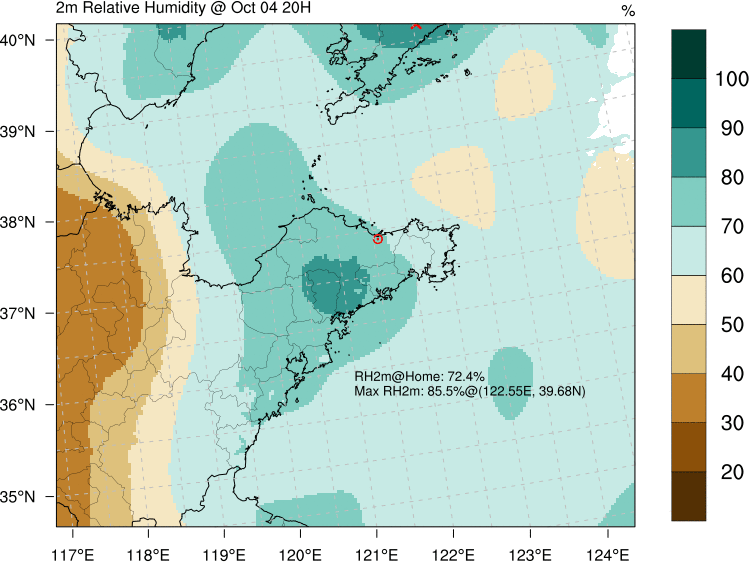 2m Relative Humidity @ Oct 04 20H
%
40°N
39°N
38°N
37°N
36°N
35°N
117°E
118°E
119°E
120°E
121°E
122°E
123°E
124°E
RH2m@Home: 72.4%
Max RH2m: 85.5%@(122.55E, 39.68N)
100
90
80
70
60
50
40
30
20